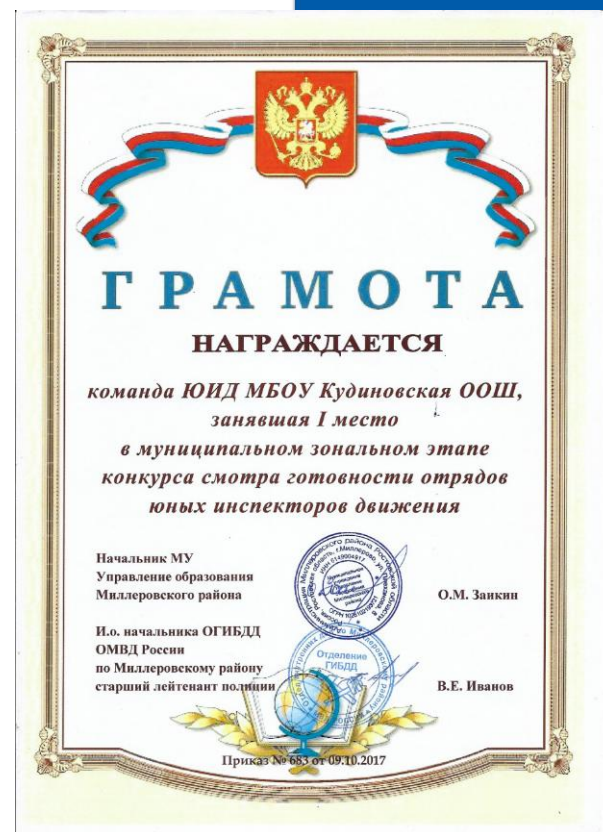 ГРАМОТА
НАГРАЖДАЕТСЯ
команда ЮИД МБОУ Кудиновская ООШ,
занявшая I место
в муниципальном зональном этапе
конкурса смотра готовности отрядов
юных инспекторов движения
Начальник МУ
Управление образования
Миллеровского района
О.М. Заикин
И.о. начальника ОГИБДД
ОМВД России
по Миллеровскому району
старший лейтенант полиции
В.Е. Иванов
Отделение
ГИБДД
Приказ № 683 от 09.10.2017